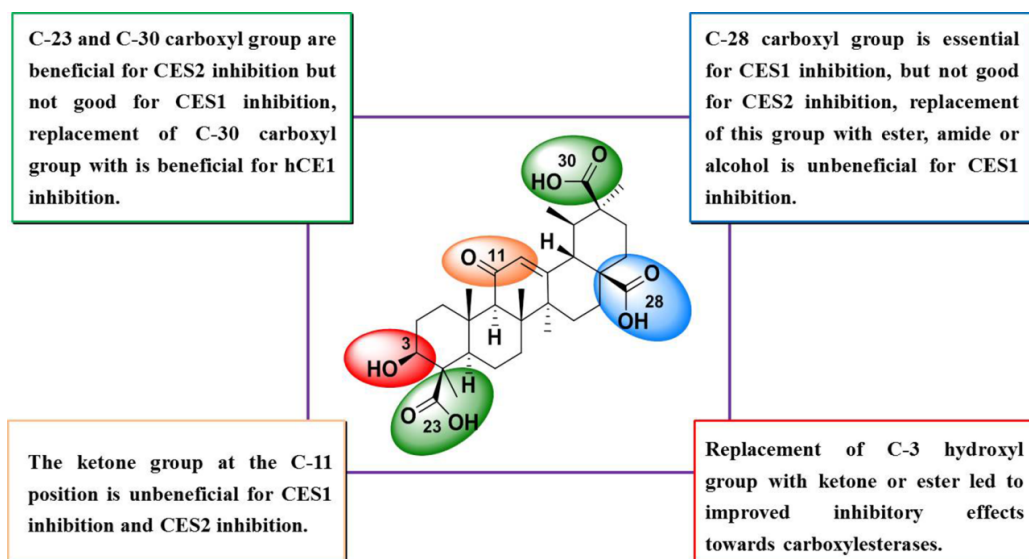 C-23 and C-30 carboxyl group are
beneficial for CES2 inhibition but
not good for CES1 inhibition,
replacement of C-30 carboxyl
group with is beneficial for hCE1
inhibition.
C-28 carboxyl group is essential
for CES1 inhibition, but not good
for CES2 inhibition, replacement
of this group with ester, amide or
alcohol is unbeneficial for CES1
inhibition.
30
O
HO
H
O
11
O
28
OH
H
3
HO
H
O
23
OH
The ketone group at the C-11
position is unbeneficial for CES1
inhibition and CES2 inhibition.
Replacement of C-3 hydroxyl
group with ketone or ester led to
improved inhibitory effects
towards carboxylesterases.